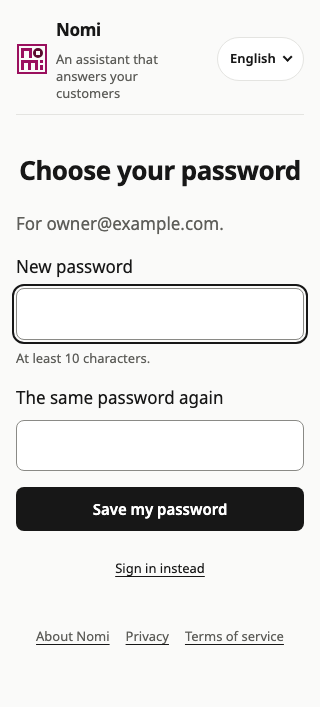 Nomi
An assistant that
answers your
customers
English
Choose your password
For owner@example.com.
New password
At least 10 characters.
The same password again
Save my password
Sign in instead
About Nomi Privacy Terms of service